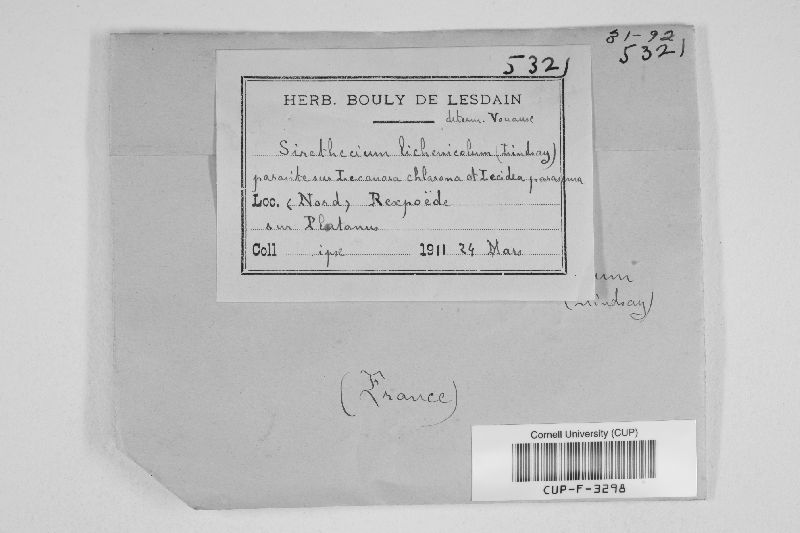 81-92
5321
5321
HERB. BOULY DE LESDAIN
determ. Vouaux
Sirothecium lichenicolum (Lindsay)
parasite sur Lecanora chlarona et Lecidea parasema
Loc. (Nord) Rexpoëde
sur Platanus
Coll ipse 1911 24 Mars
um
(Lindsay)
(France)
Cornell University (CUP)
CUP-F-3298